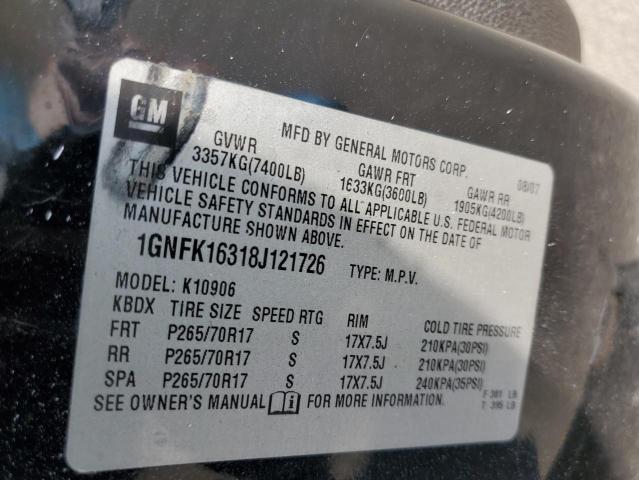 GM
MFD BY GENERAL MOTORS CORP. 08/07
GVWR GAWR FRT GAWR RR
3357KG(7400LB) 1633KG(3600LB) 1905KG(4200LB)
THIS VEHICLE CONFORMS TO ALL APPLICABLE U.S. FEDERAL MOTOR
VEHICLE SAFETY STANDARDS IN EFFECT ON THE DATE OF
MANUFACTURE SHOWN ABOVE.
1GNFK16318J121726 TYPE: M.P.V.
MODEL: K10906
KBDX TIRE SIZE SPEED RTG RIM COLD TIRE PRESSURE
FRT P265/70R17 S 17X7.5J 210KPA(30PSI)
RR P265/70R17 S 17X7.5J 210KPA(30PSI)
SPA P265/70R17 S 17X7.5J 240KPA(35PSI)
SEE OWNER'S MANUAL i FOR MORE INFORMATION. F:381 LB
T: 395 LB